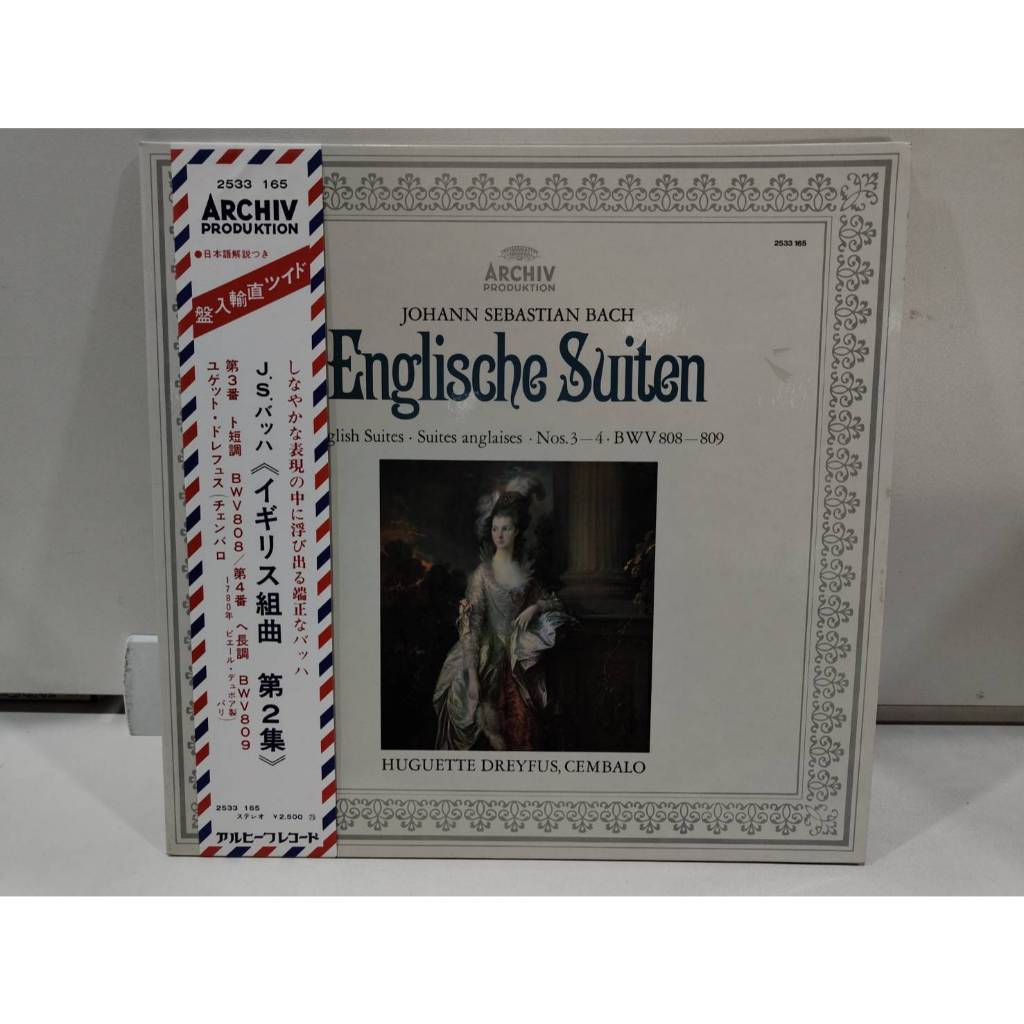 2533 165
ARCHIV
PRODUKTION
●日本語解説つき
ドイツ直輸入盤
しなやかな表現の中に浮び出る端正なバッハ
J.S.バッハ《イギリス組曲 第2集》
第3番 ト短調 BWV808/第4番 ヘ長調 BWV809
ユゲット・ドレフュス(チェンバロ
1780年 ピエール・デュボア製
パリ)
2533 165
ステレオ ¥2,500
アルヒーフレコード
2533 165
ARCHIV
PRODUKTION
JOHANN SEBASTIAN BACH
Englische Suiten
glish Suites · Suites anglaises · Nos. 3–4 · BWV 808–809
HUGUETTE DREYFUS, CEMBALO